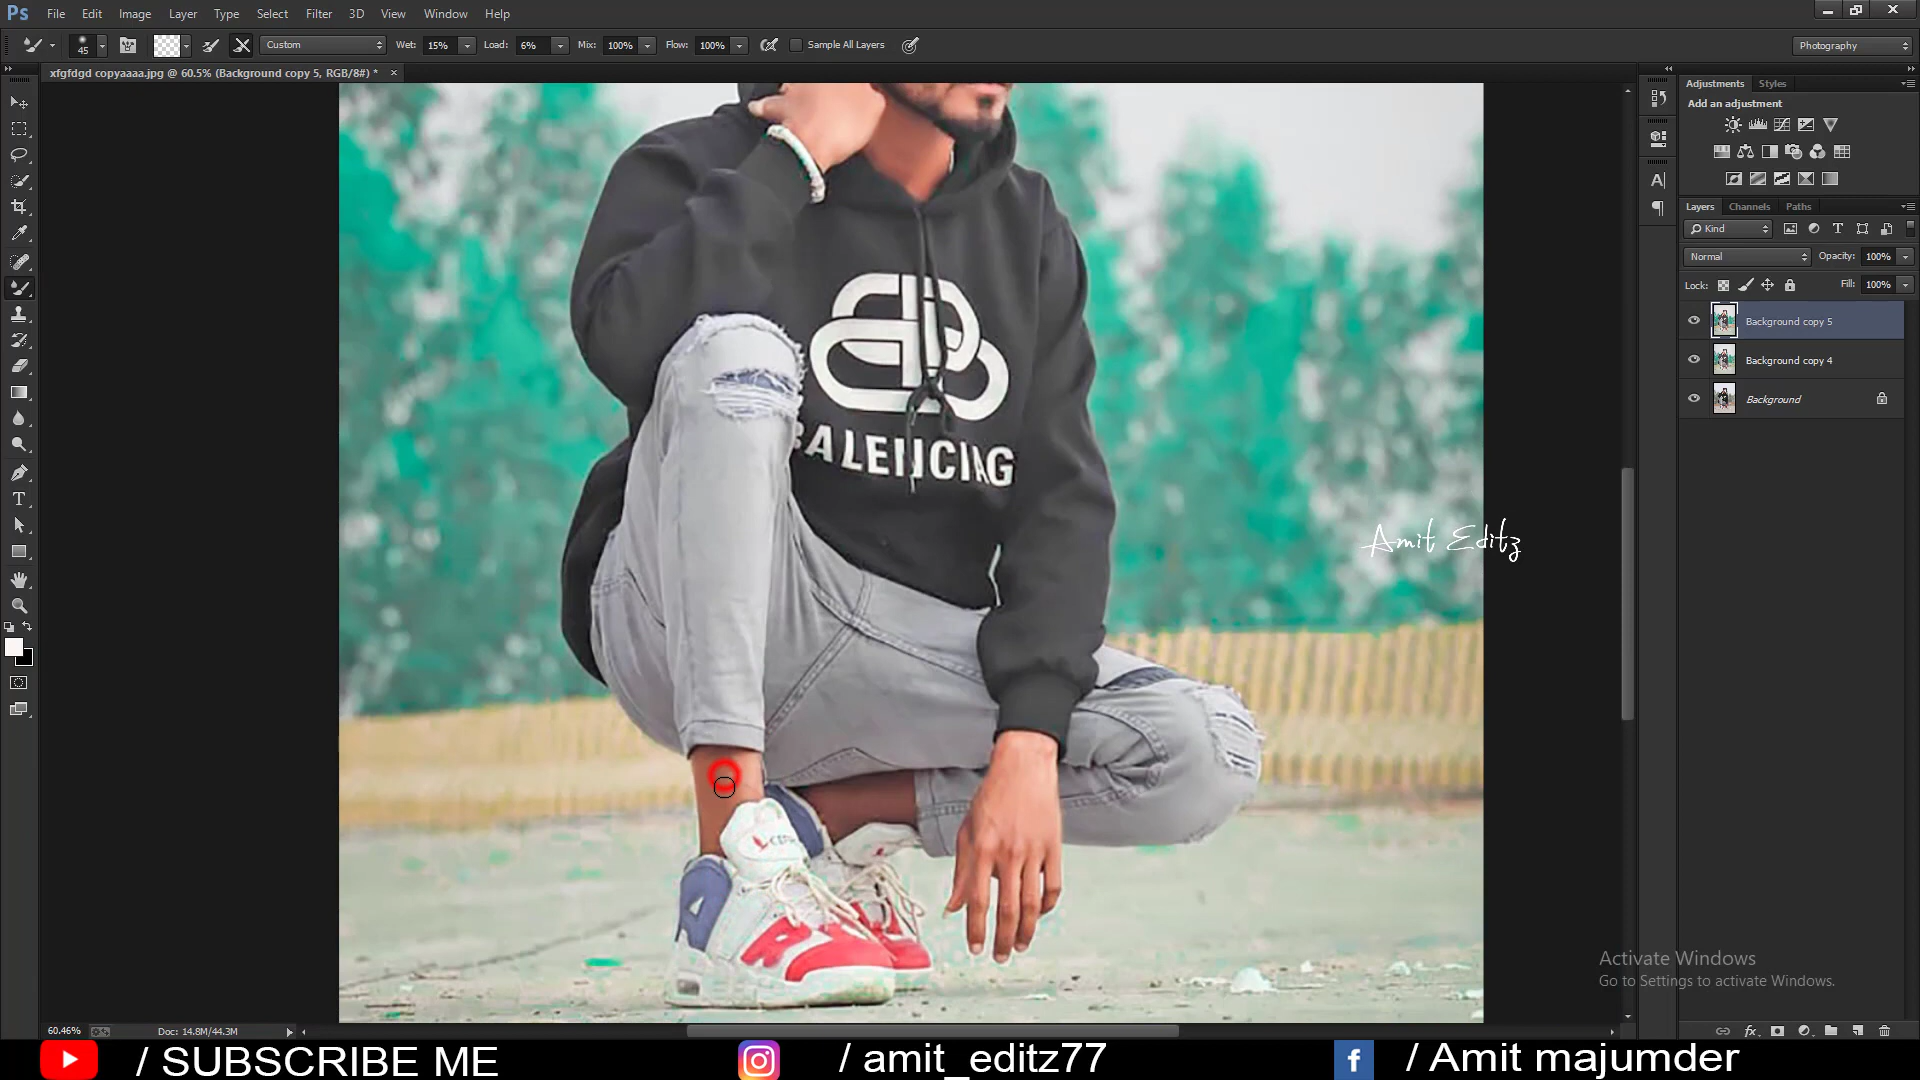 Ps File Edit Image Layer Type Select Filter 3D View Window Help
45 Custom Wet: 15% Load: 6% Mix: 100% Flow: 100% Sample All Layers Photography
xfgfdgd copyaaaa.jpg @ 60.5% (Background copy 5, RGB/8#) * ×
Adjustments Styles
Add an adjustment
Layers Channels Paths
Kind
Normal Opacity: 100%
Lock: Fill: 100%
Background copy 5
Background copy 4
Background
BALENCIAG
Amit Editz
Activate Windows
Go to Settings to activate Windows.
60.46% Doc: 14.8M/44.3M
/ SUBSCRIBE ME / amit_editz77 / Amit majumder